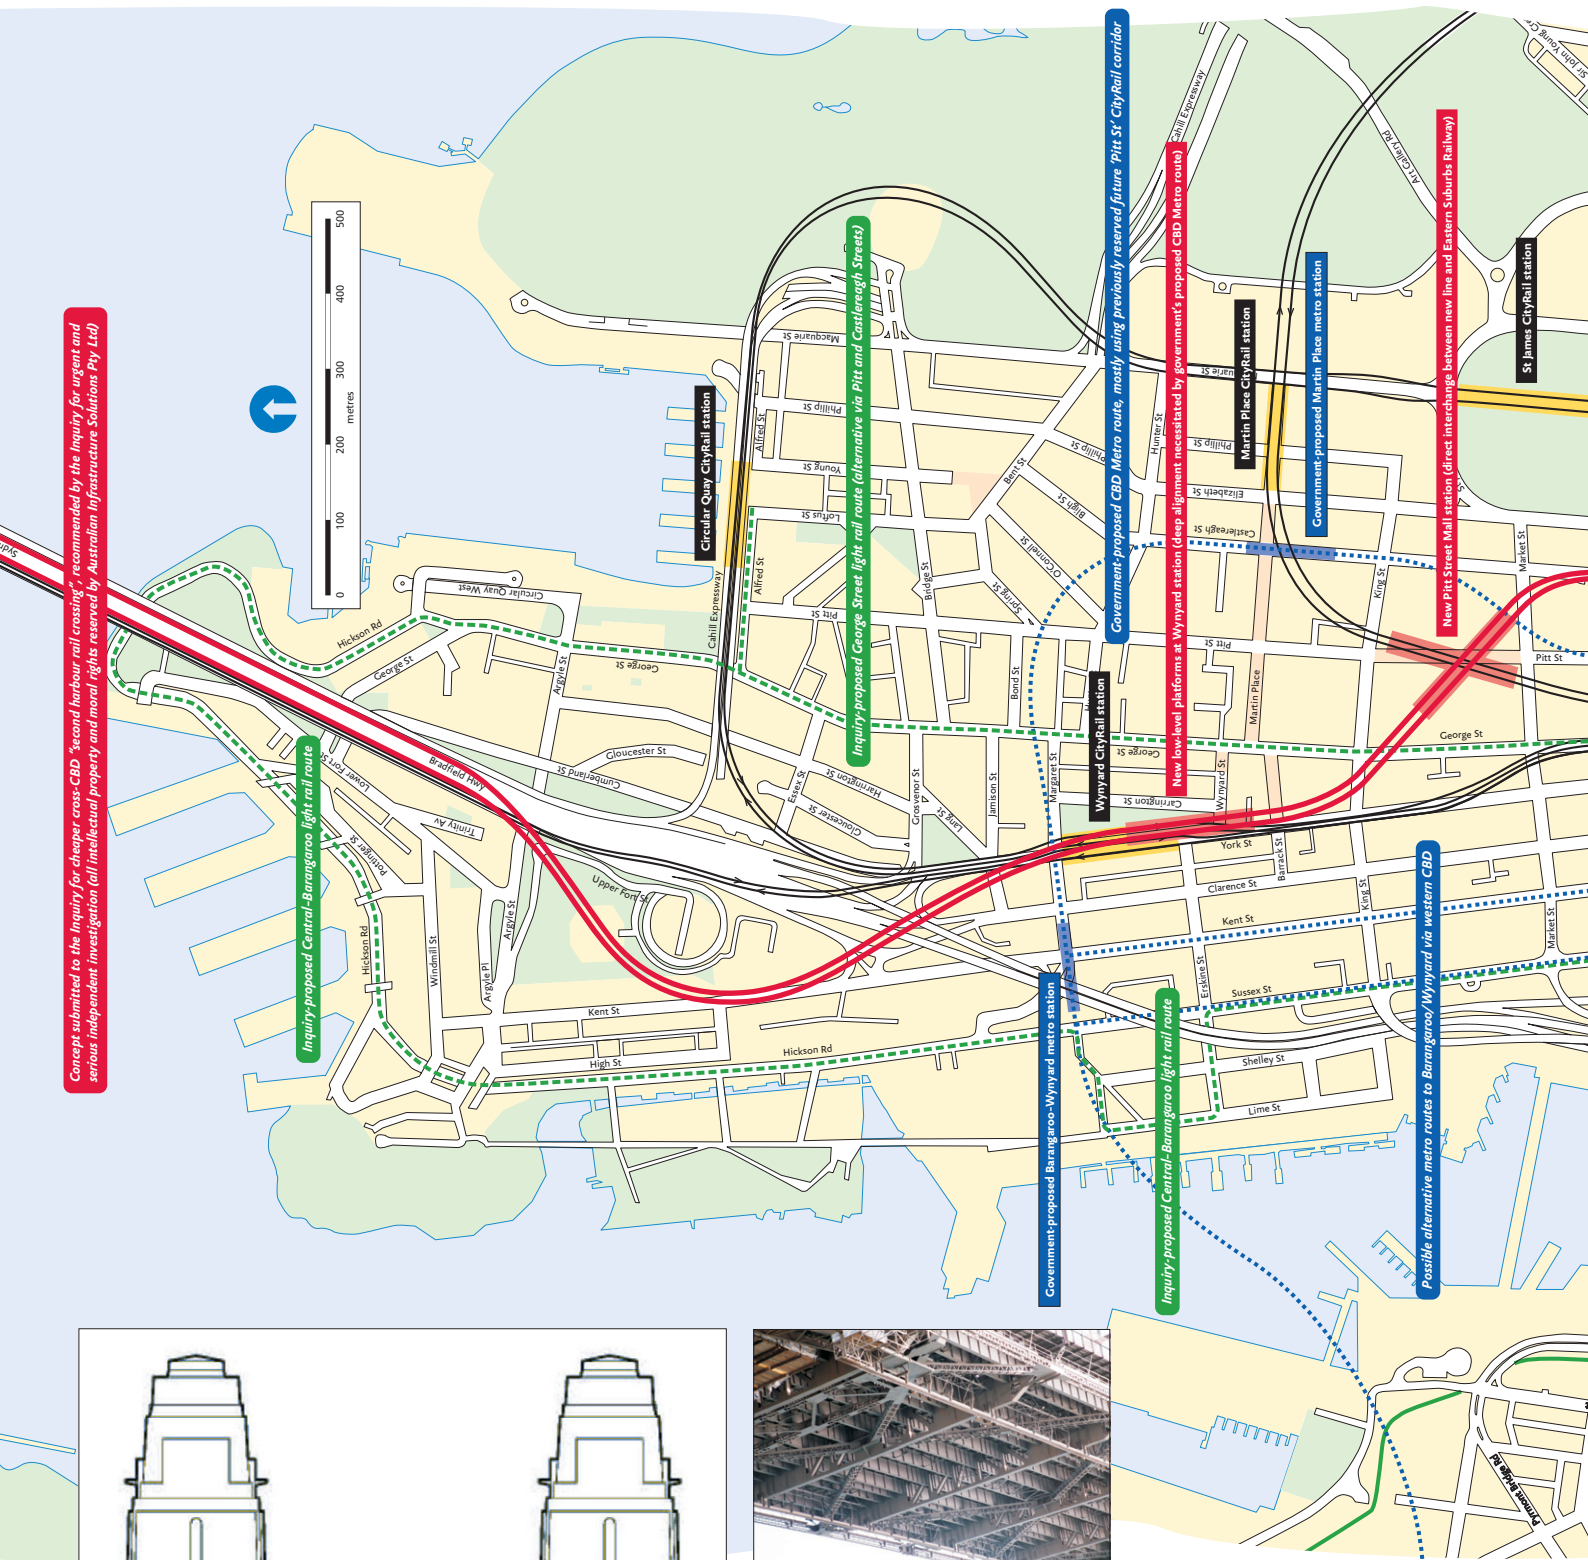 Concept submitted to the Inquiry for cheaper cross-CBD “second harbour rail crossing”, recommended by the Inquiry for urgent and
serious independent investigation (all intellectual property and moral rights reserved by Australian Infrastructure Solutions Pty Ltd)
0 100 200 300 400 500
metres
Inquiry-proposed Central–Barangaroo light rail route
Circular Quay CityRail station
Inquiry-proposed George Street light rail route (alternative via Pitt and Castlereagh Streets)
Government-proposed CBD Metro route, mostly using previously reserved future ‘Pitt St’ CityRail corridor
New low-level platforms at Wynyard station (deep alignment necessitated by government’s proposed CBD Metro route)
Wynyard CityRail station
Martin Place CityRail station
Government-proposed Martin Place metro station
New Pitt Street Mall station (direct interchange between new line and Eastern Suburbs Railway)
St James CityRail station
Government-proposed Barangaroo–Wynyard metro station
Inquiry-proposed Central–Barangaroo light rail route
Possible alternative metro routes to Barangaroo/Wynyard via western CBD
Hickson Rd
George St
Circular Quay West
Argyle St
George St
Gloucester St
Cumberland St
Bradfield Hwy
Lower Fort St
Trinity Av
Pottinger St
Windmill St
Hickson Rd
Argyle Pl
Argyle St
Upper Fort St
Kent St
High St
Hickson Rd
Cahill Expressway
Alfred St
Alfred St
Macquarie St
Phillip St
Young St
Loftus St
Pitt St
Bridge St
Spring St
O'Connell St
Bent St
Bligh St
Phillip St
Hunter St
Phillip St
Elizabeth St
Castlereagh St
Pitt St
Bond St
Essex St
Harrington St
Gloucester St
Grosvenor St
Lang St
Jamison St
Margaret St
George St
Carrington St
Wynyard St
Martin Place
York St
Barrack St
Clarence St
Kent St
King St
King St
Erskine St
Sussex St
Shelley St
Lime St
Market St
Market St
Pitt St
George St
Cahill Expressway
Art Gallery Rd
Sir John Young Cr
Pyrmont Bridge Rd